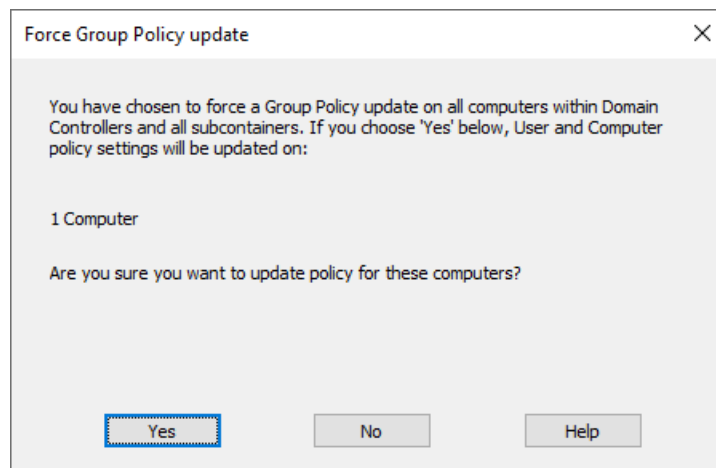 Force Group Policy update
You have chosen to force a Group Policy update on all computers within Domain
Controllers and all subcontainers. If you choose 'Yes' below, User and Computer
policy settings will be updated on:
1 Computer
Are you sure you want to update policy for these computers?
Yes
No
Help